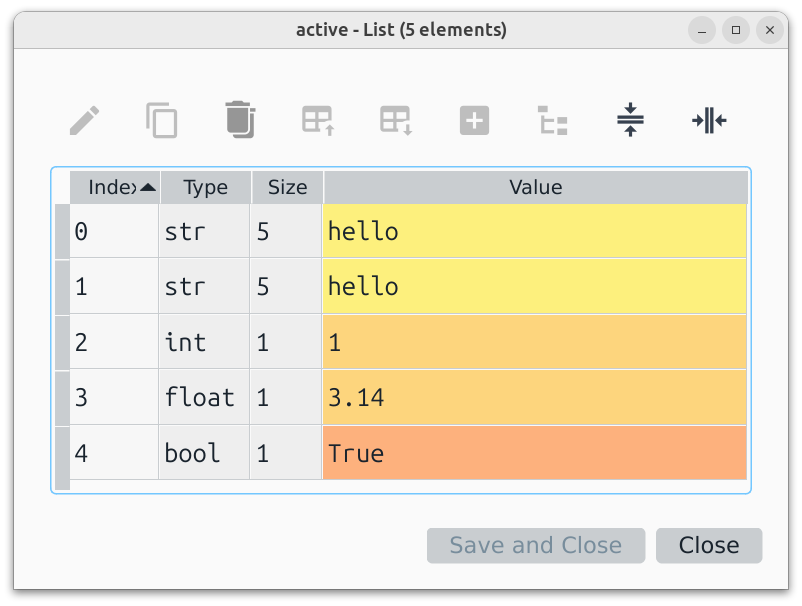 active - List (5 elements)
Index Type Size Value
0 str 5 hello
1 str 5 hello
2 int 1 1
3 float 1 3.14
4 bool 1 True
Save and Close Close